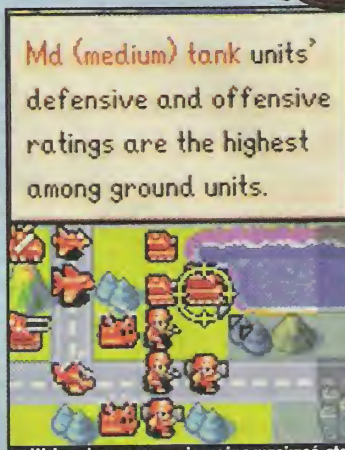 Md (medium) tank units'
defensive and offensive
ratings are the highest
among ground units.